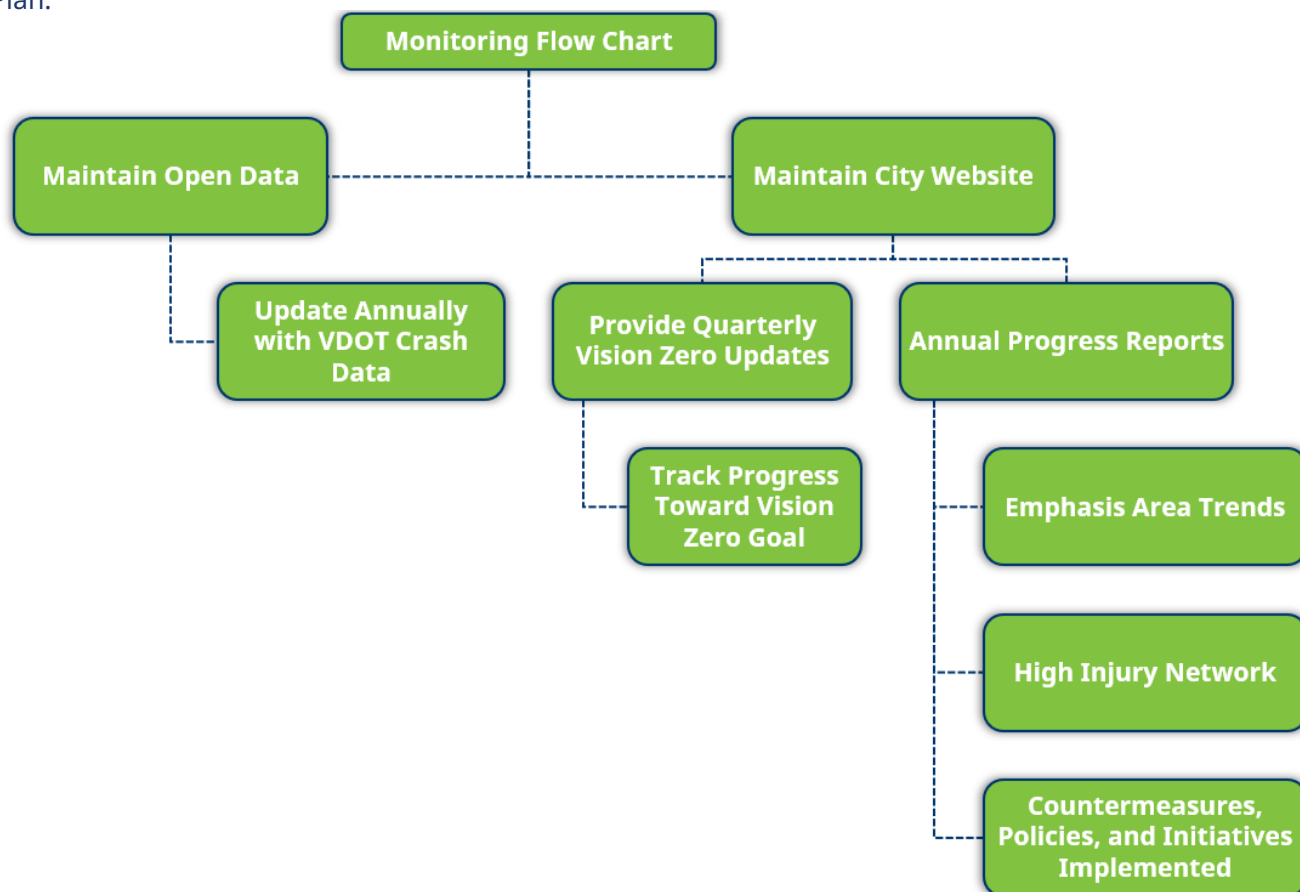 Plan.
Monitoring Flow Chart
Maintain Open Data
Maintain City Website
Update Annually
with VDOT Crash
Data
Provide Quarterly
Vision Zero Updates
Annual Progress Reports
Track Progress
Toward Vision
Zero Goal
Emphasis Area Trends
High Injury Network
Countermeasures,
Policies, and Initiatives
Implemented